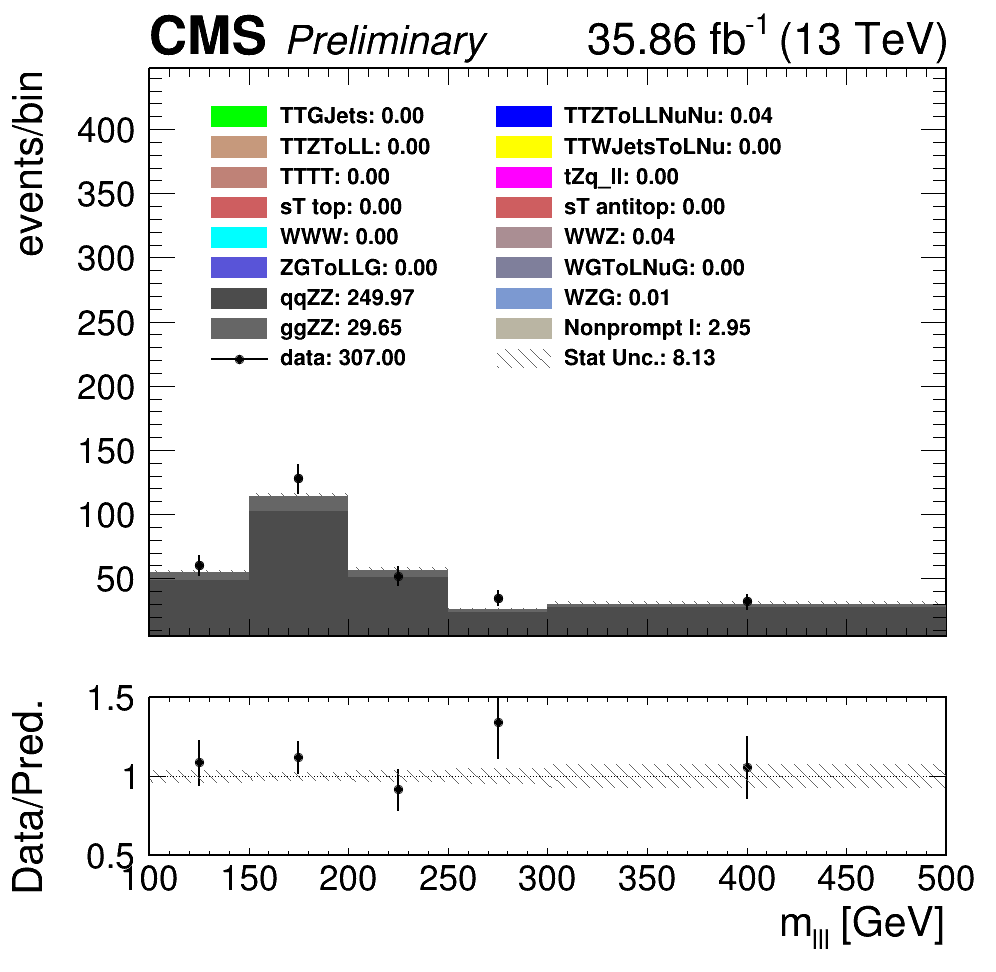 CMS Preliminary 35.86 fb-1 (13 TeV)
events/bin
400
350
300
250
200
150
100
50
TTGJets: 0.00
TTZToLL: 0.00
TTTT: 0.00
sT top: 0.00
WWW: 0.00
ZGToLLG: 0.00
qqZZ: 249.97
ggZZ: 29.65
data: 307.00
TTZToLLNuNu: 0.04
TTWJetsToLNu: 0.00
tZq_ll: 0.00
sT antitop: 0.00
WWZ: 0.04
WGToLNuG: 0.00
WZG: 0.01
Nonprompt l: 2.95
Stat Unc.: 8.13
Data/Pred.
1.5
1
0.5
100 150 200 250 300 350 400 450 500
mlll [GeV]